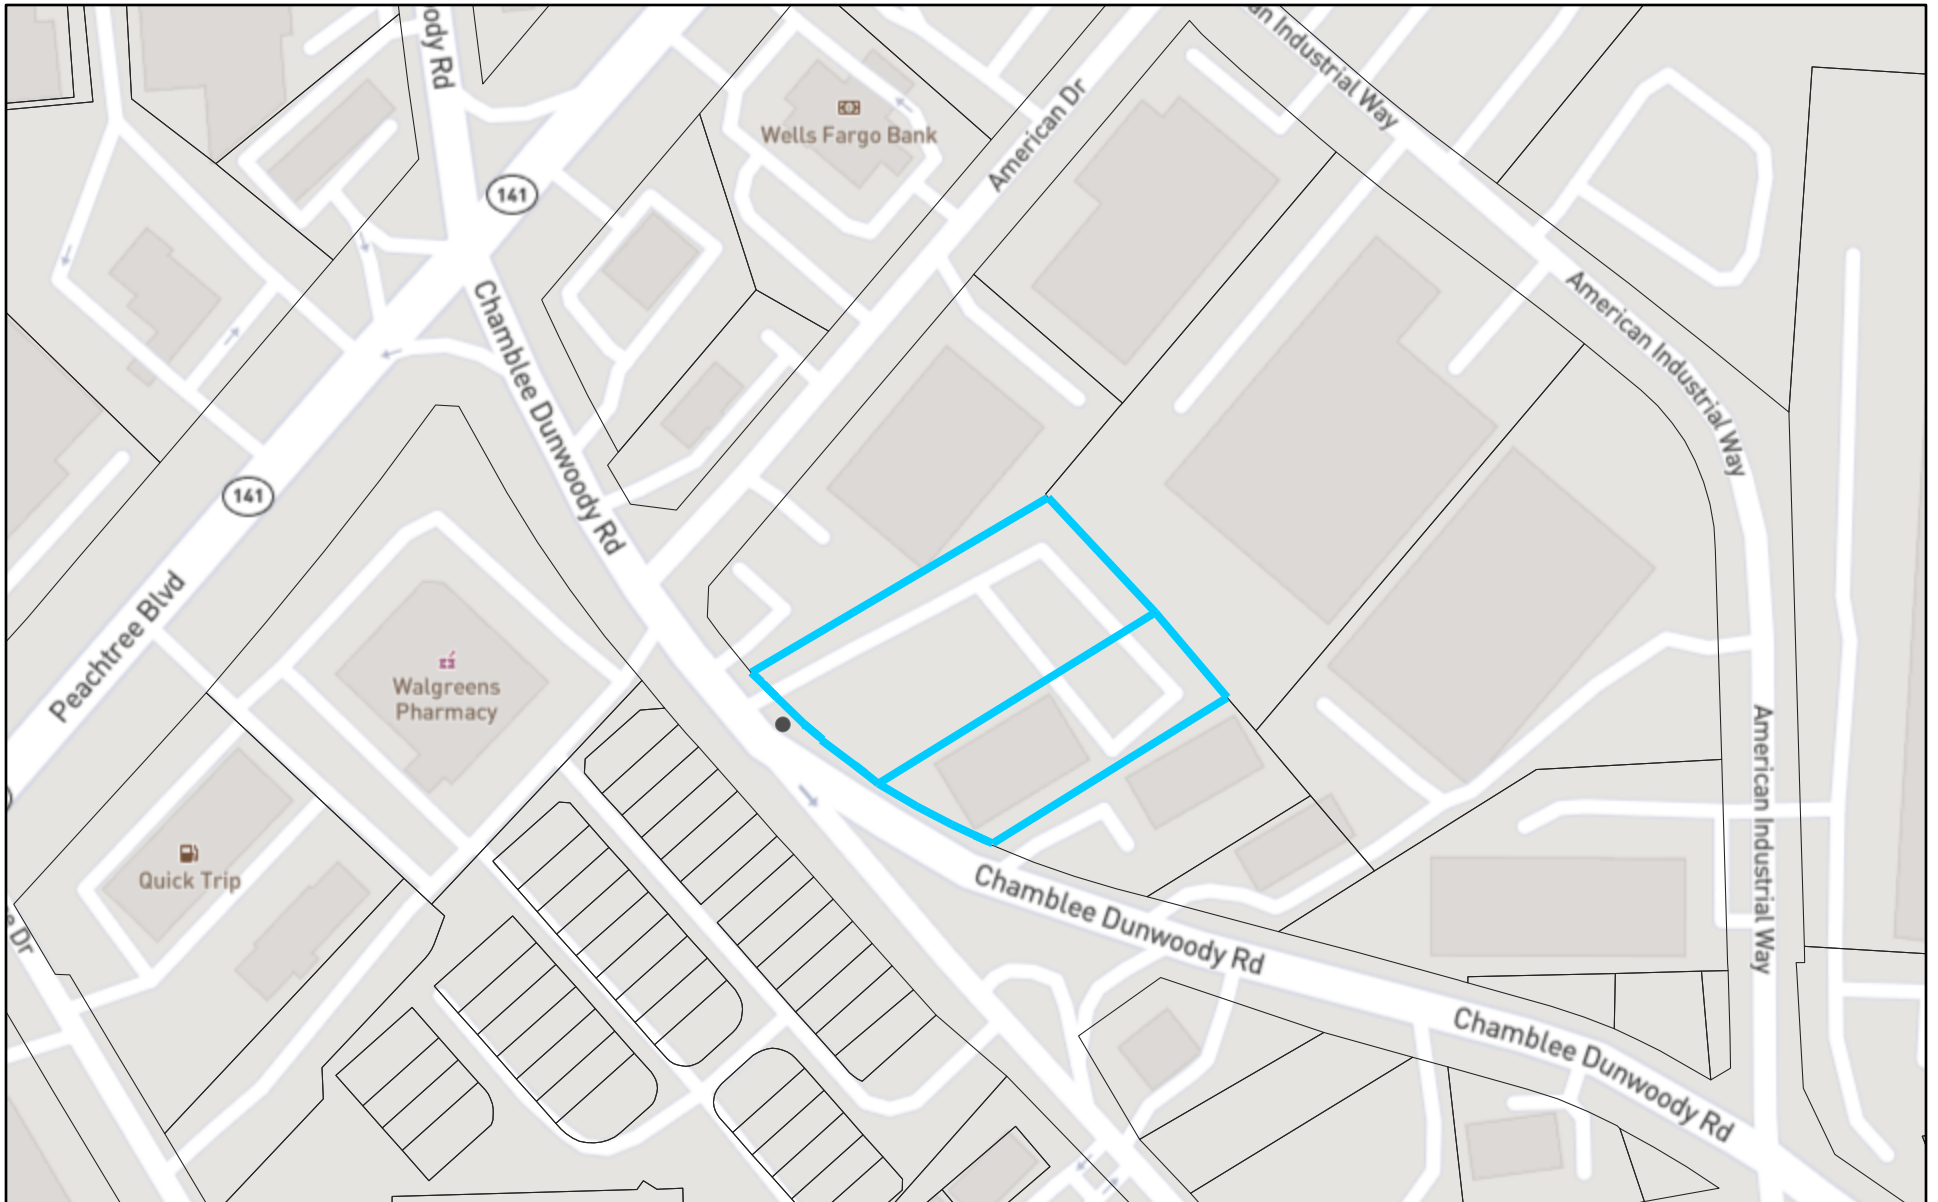 ody Rd
an Industrial Way
Wells Fargo Bank
American Dr
141
Chamblee Dunwoody Rd
American Industrial Way
141
Peachtree Blvd
Walgreens
Pharmacy
American Industrial Way
Quick Trip
Chamblee Dunwoody Rd
e Dr
Chamblee Dunwoody Rd